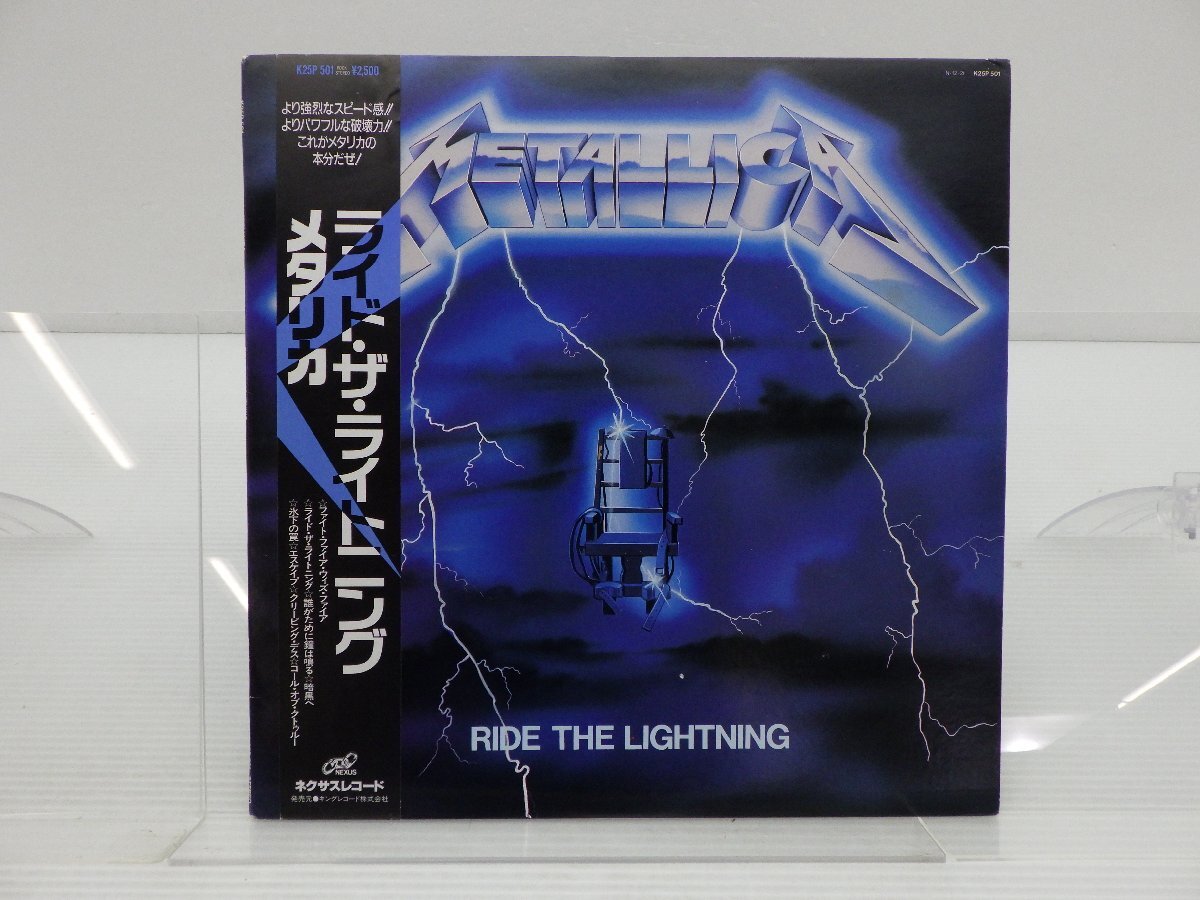 K25P 501 ROCK STEREO ¥2,500
より強烈なスピード感!!
よりパワフルな破壊力!!
これがメタリカの
本分だぜ!
ライド・ザ・ライトニング
メタリカ
☆ファイト・ファイア・ウィズ・ファイア
☆ライド・ザ・ライトニング☆誰がために鐘は鳴る☆暗黒へ
☆氷下の罠☆エスケイプ☆クリーピング・デス☆コール・オブ・クトゥルー
NEXUS
ネクサスレコード
発売元●キングレコード株式会社
N-12-21 K25P 501
METALLICA
RIDE THE LIGHTNING